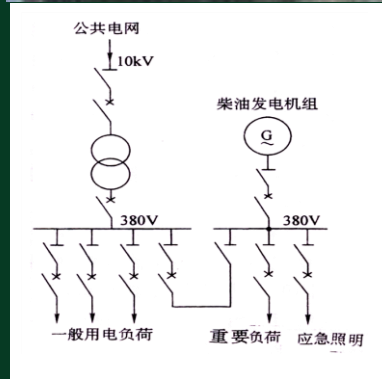 公共电网
10kV
柴油发电机组
G
~
380V
380V
一般用电负荷
重要负荷
应急照明